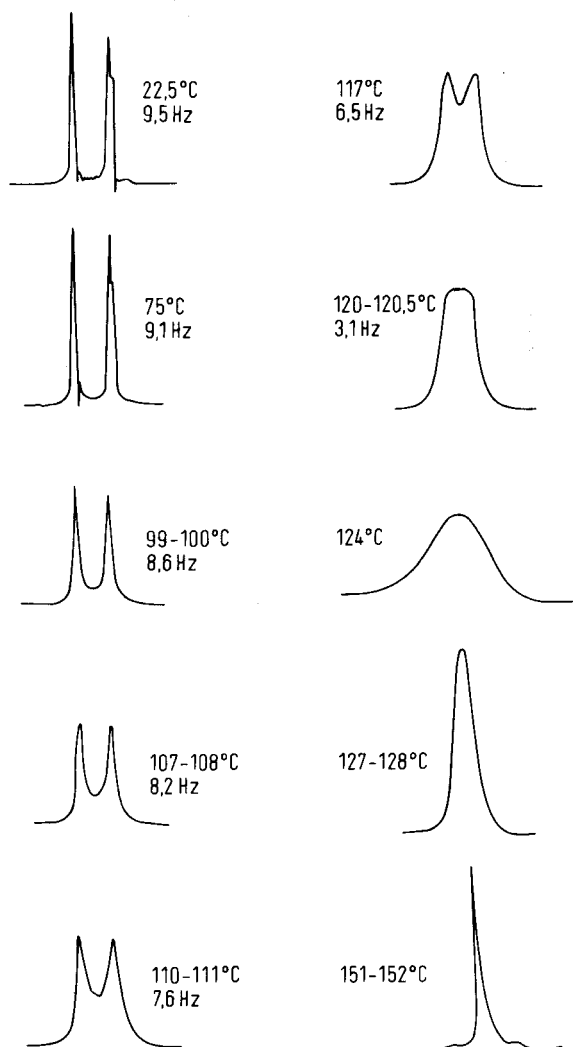 22,5°C
9,5 Hz
75°C
9,1 Hz
99-100°C
8,6 Hz
107-108°C
8,2 Hz
110-111°C
7,6 Hz
117°C
6,5 Hz
120-120,5°C
3,1 Hz
124°C
127-128°C
151-152°C